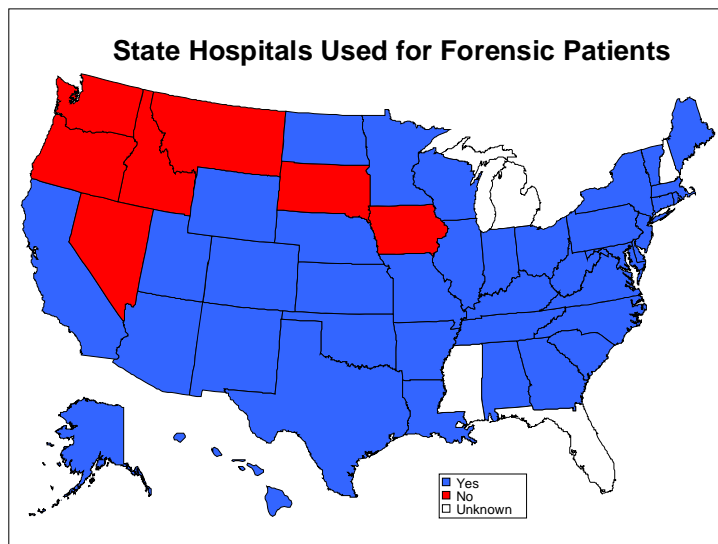 State Hospitals Used for Forensic Patients
Yes
No
Unknown